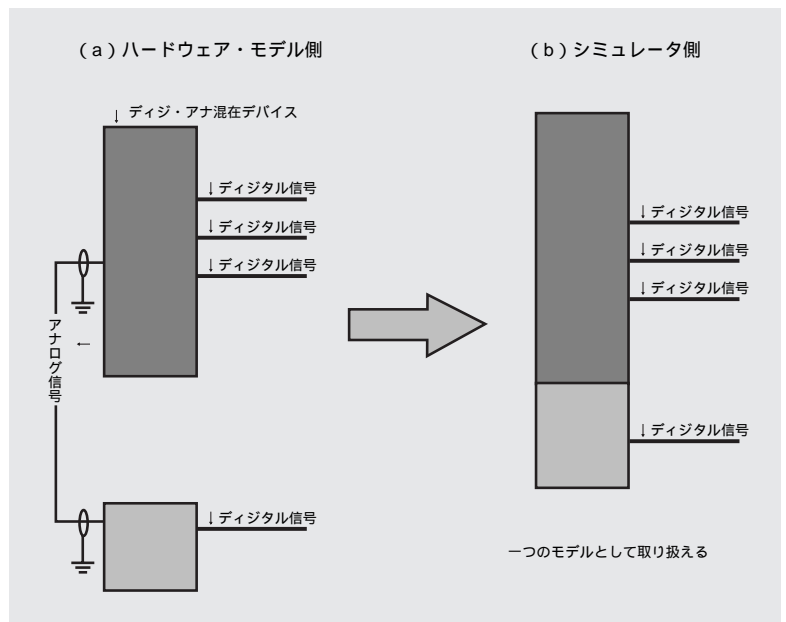 (a)ハードウェア・モデル側
↓ ディジ・アナ混在デバイス
↓ディジタル信号
↓ディジタル信号
↓ディジタル信号
アナログ信号
←
↓ディジタル信号
(b)シミュレータ側
↓ディジタル信号
↓ディジタル信号
↓ディジタル信号
↓ディジタル信号
一つのモデルとして取り扱える